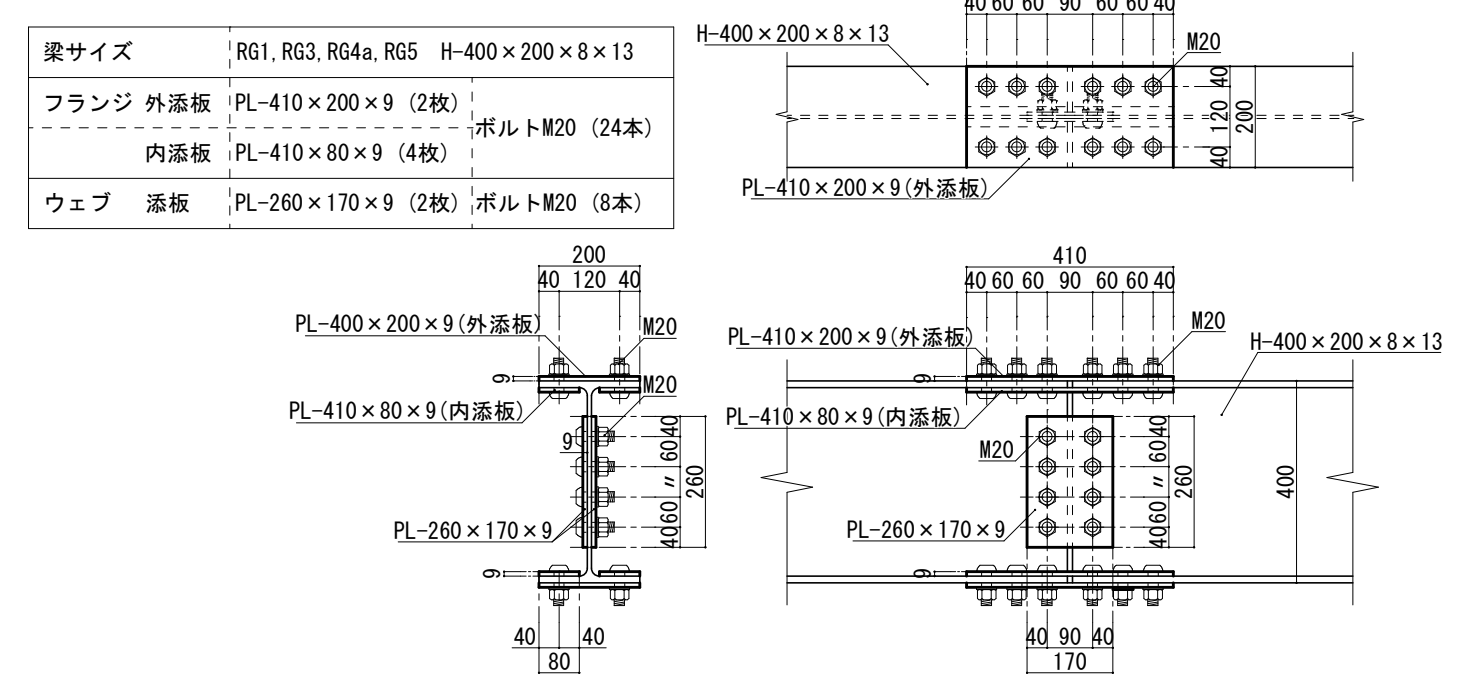 梁サイズ RG1, RG3, RG4a, RG5 H-400×200×8×13
フランジ 外添板 PL-410×200×9 (2枚)
ボルトM20 (24本)
内添板 PL-410×80×9 (4枚)
ウェブ 添板 PL-260×170×9 (2枚) ボルトM20 (8本)
40 60 60 90 60 60 40
H-400×200×8×13
M20
40
120
40
200
PL-410×200×9(外添板)
200
40 120 40
PL-400×200×9(外添板)
M20
9
M20
PL-410×80×9(内添板)
9
40
60
〃
60
40
260
PL-260×170×9
9
40 40
80
410
40 60 60 90 60 60 40
PL-410×200×9(外添板)
M20
H-400×200×8×13
9
PL-410×80×9(内添板)
M20
40
60
〃
60
40
260
400
PL-260×170×9
9
40 90 40
170